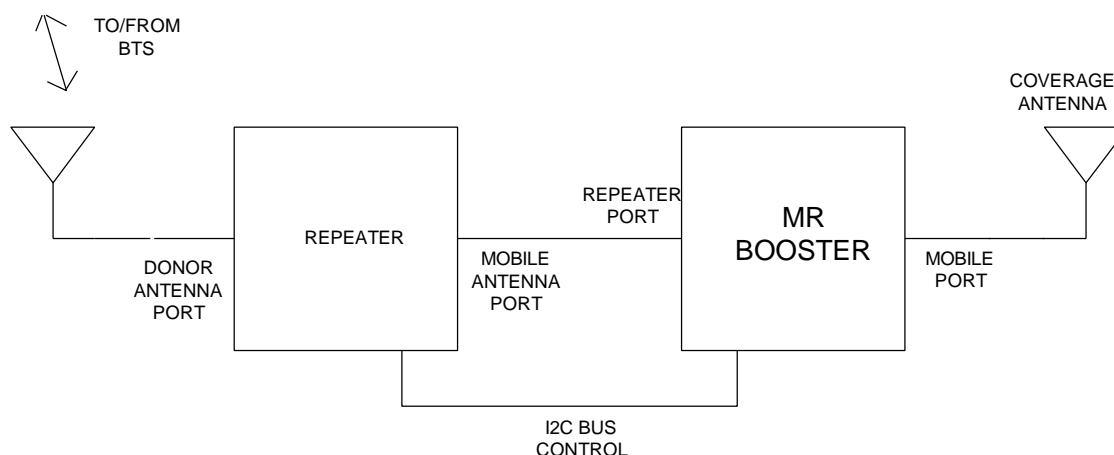 TO/FROM
BTS
COVERAGE
ANTENNA
REPEATER
PORT
MR
BOOSTER
REPEATER
DONOR
ANTENNA
PORT
MOBILE
ANTENNA
PORT
MOBILE
PORT
I2C BUS
CONTROL